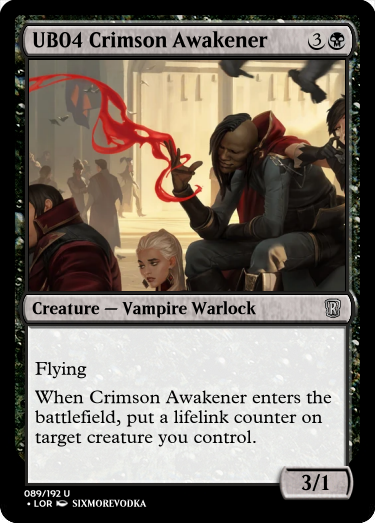 UB04 Crimson Awakener 3
Creature — Vampire Warlock R
Flying
When Crimson Awakener enters the
battlefield, put a lifelink counter on
target creature you control.
3/1
089/192 U
• LOR SIXMOREVODKA